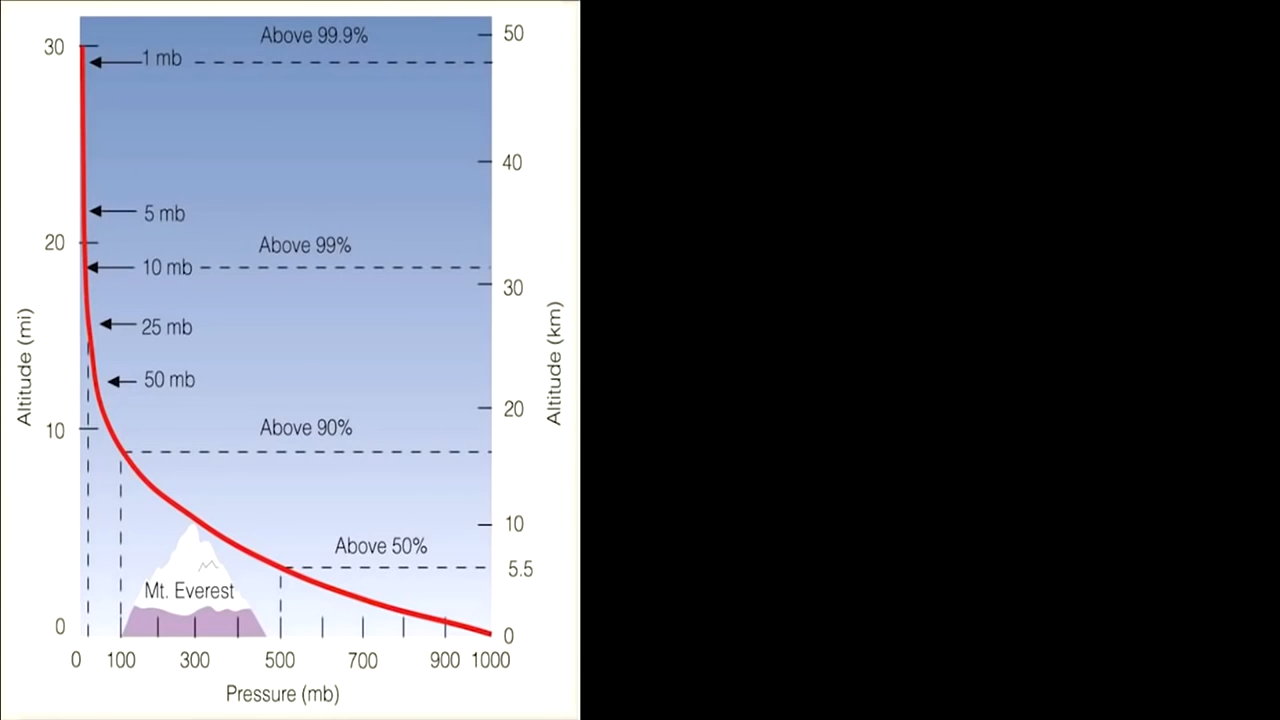 Above 99.9%
50
30
1 mb
40
5 mb
20
Above 99%
10 mb
30
25 mb
Altitude (mi)
Altitude (km)
50 mb
20
10
Above 90%
10
Above 50%
5.5
Mt. Everest
0
0
0 100 300 500 700 900 1000
Pressure (mb)